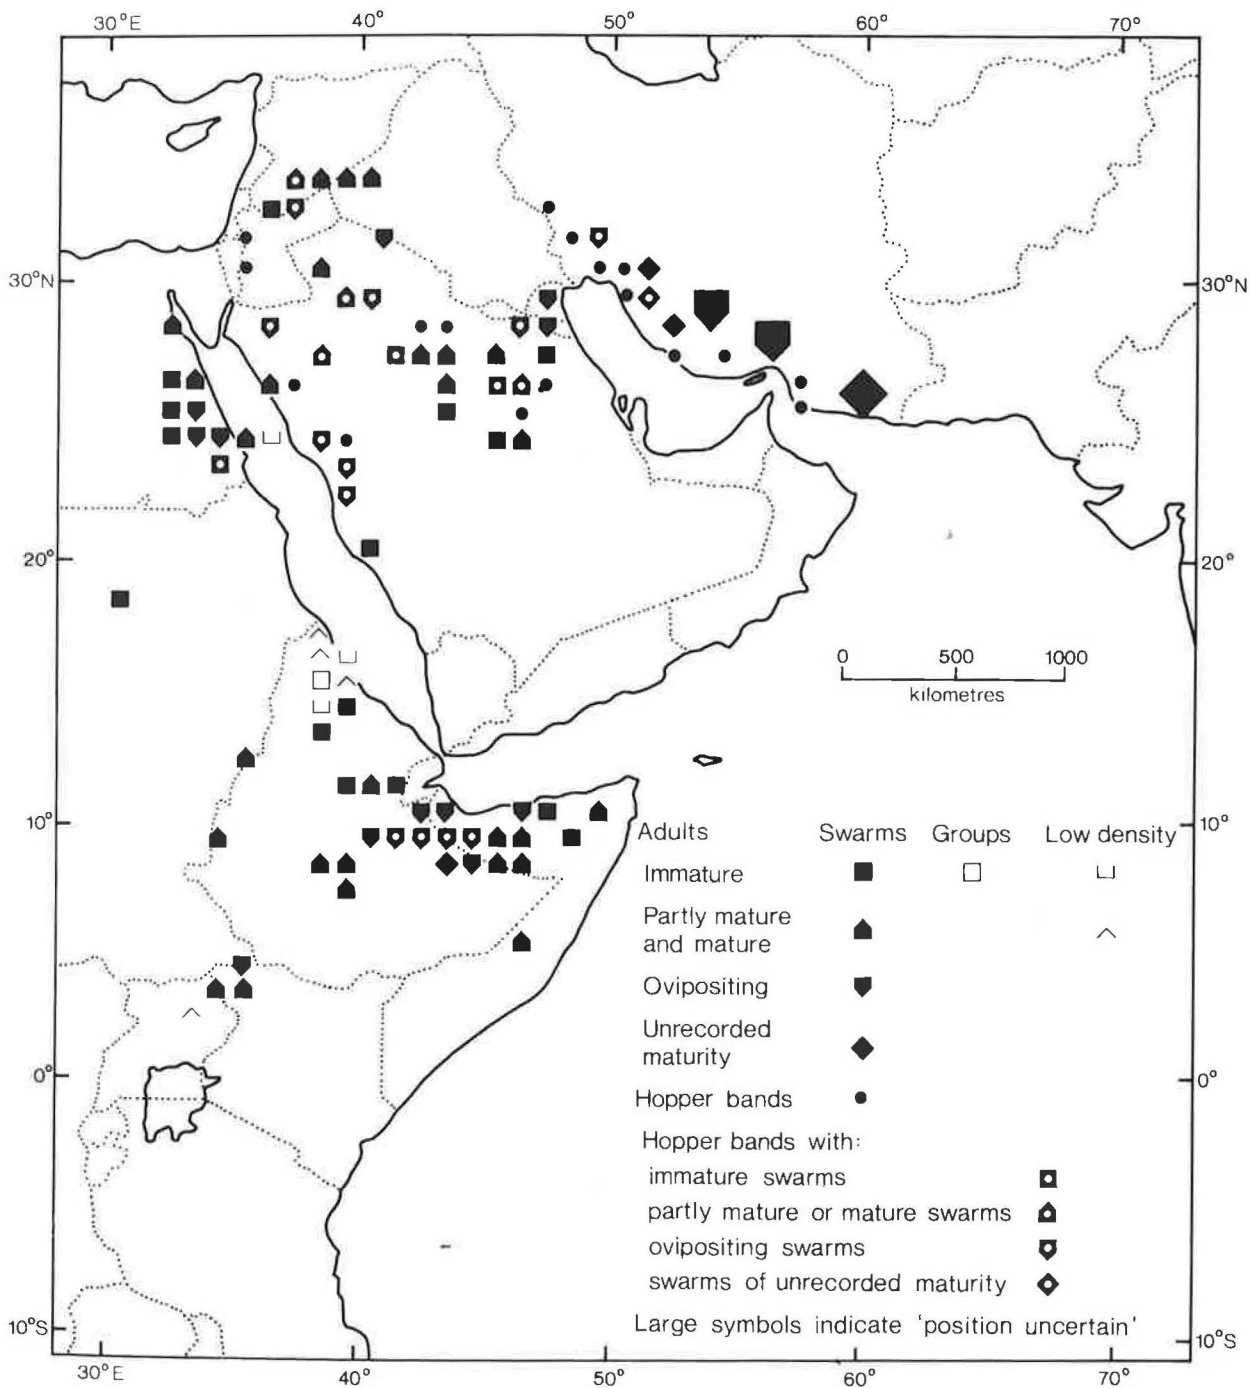 30°E 40° 50° 60° 70°
30°N 30°N
20° 20°
0 500 1000
kilometres
10° 10°
Adults Swarms Groups Low density
Immature
Partly mature
and mature
Ovipositing
Unrecorded
maturity
0° 0°
Hopper bands
Hopper bands with:
immature swarms
partly mature or mature swarms
ovipositing swarms
swarms of unrecorded maturity
Large symbols indicate 'position uncertain'
10°S 10°S
30°E 40° 50° 60° 70°